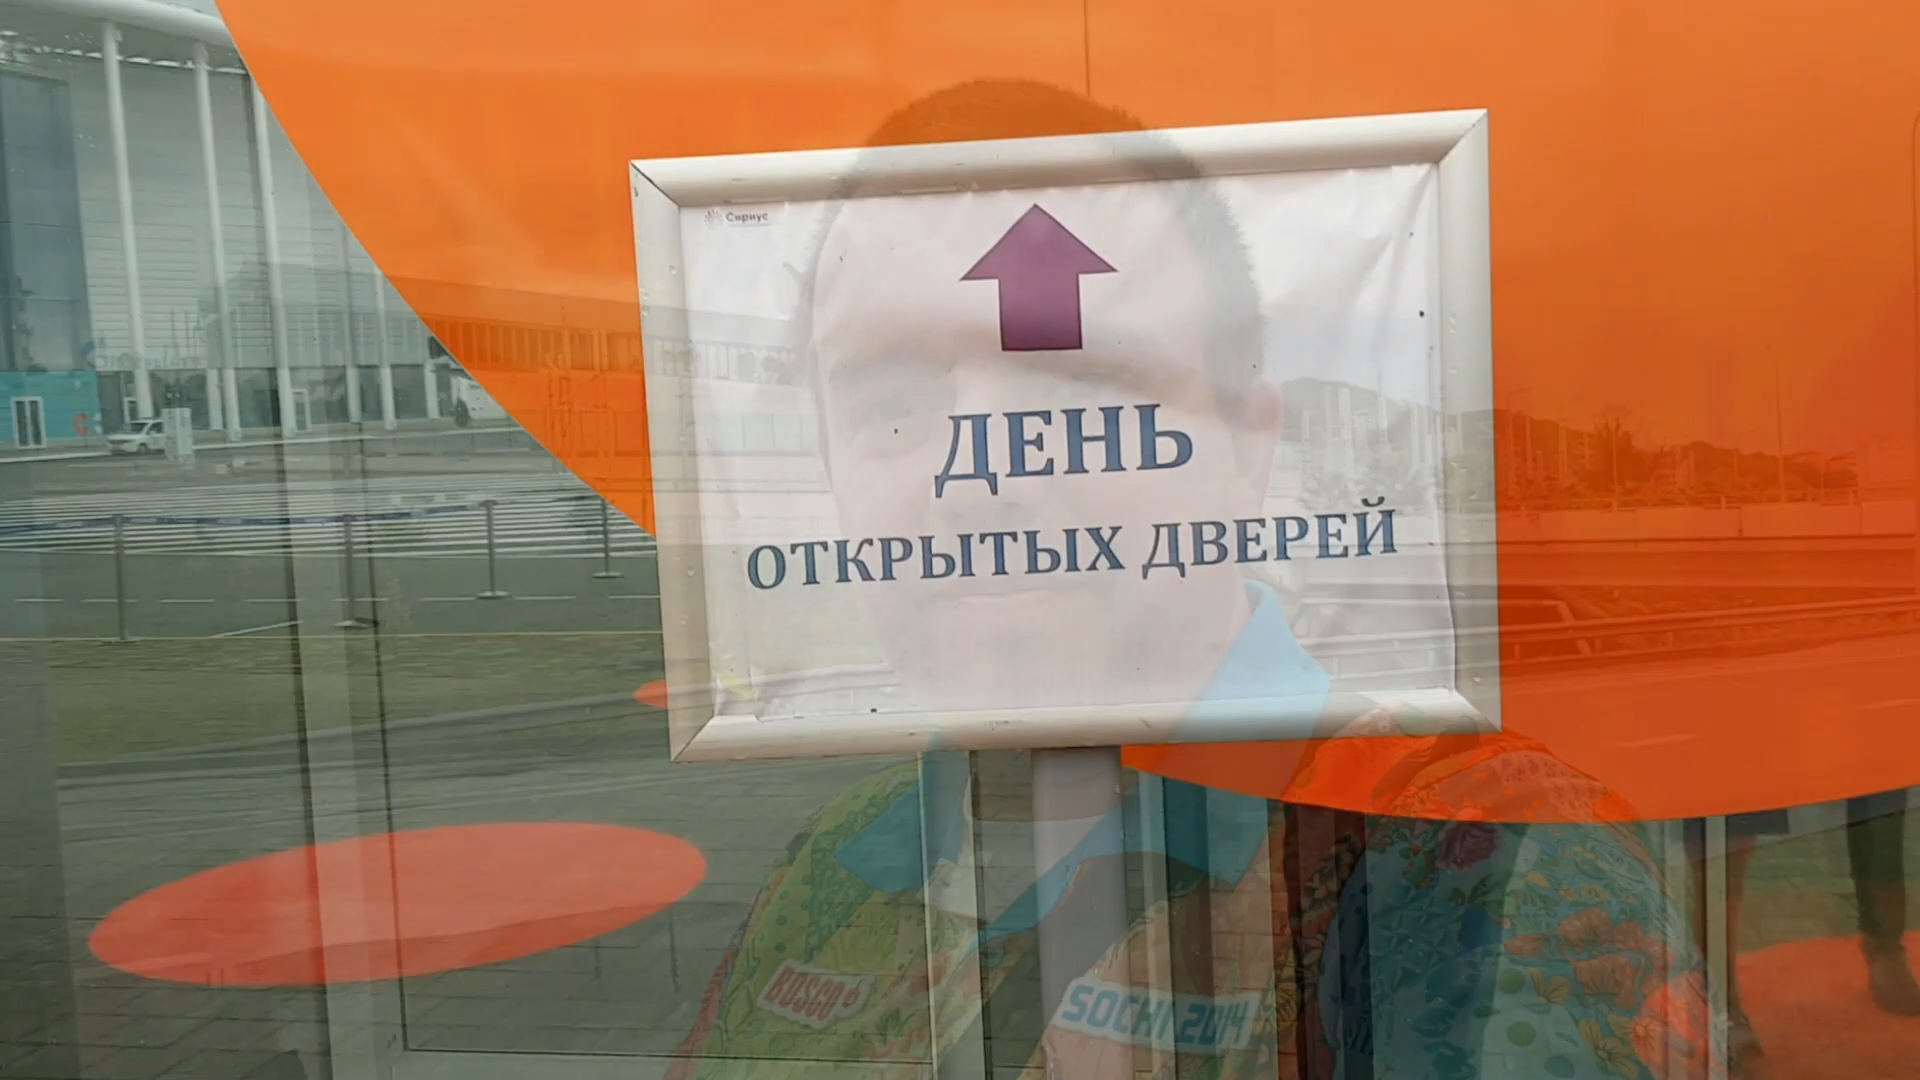 Сириус
ДЕНЬ
ОТКРЫТЫХ ДВЕРЕЙ
BOSCO
SOCHI 2014